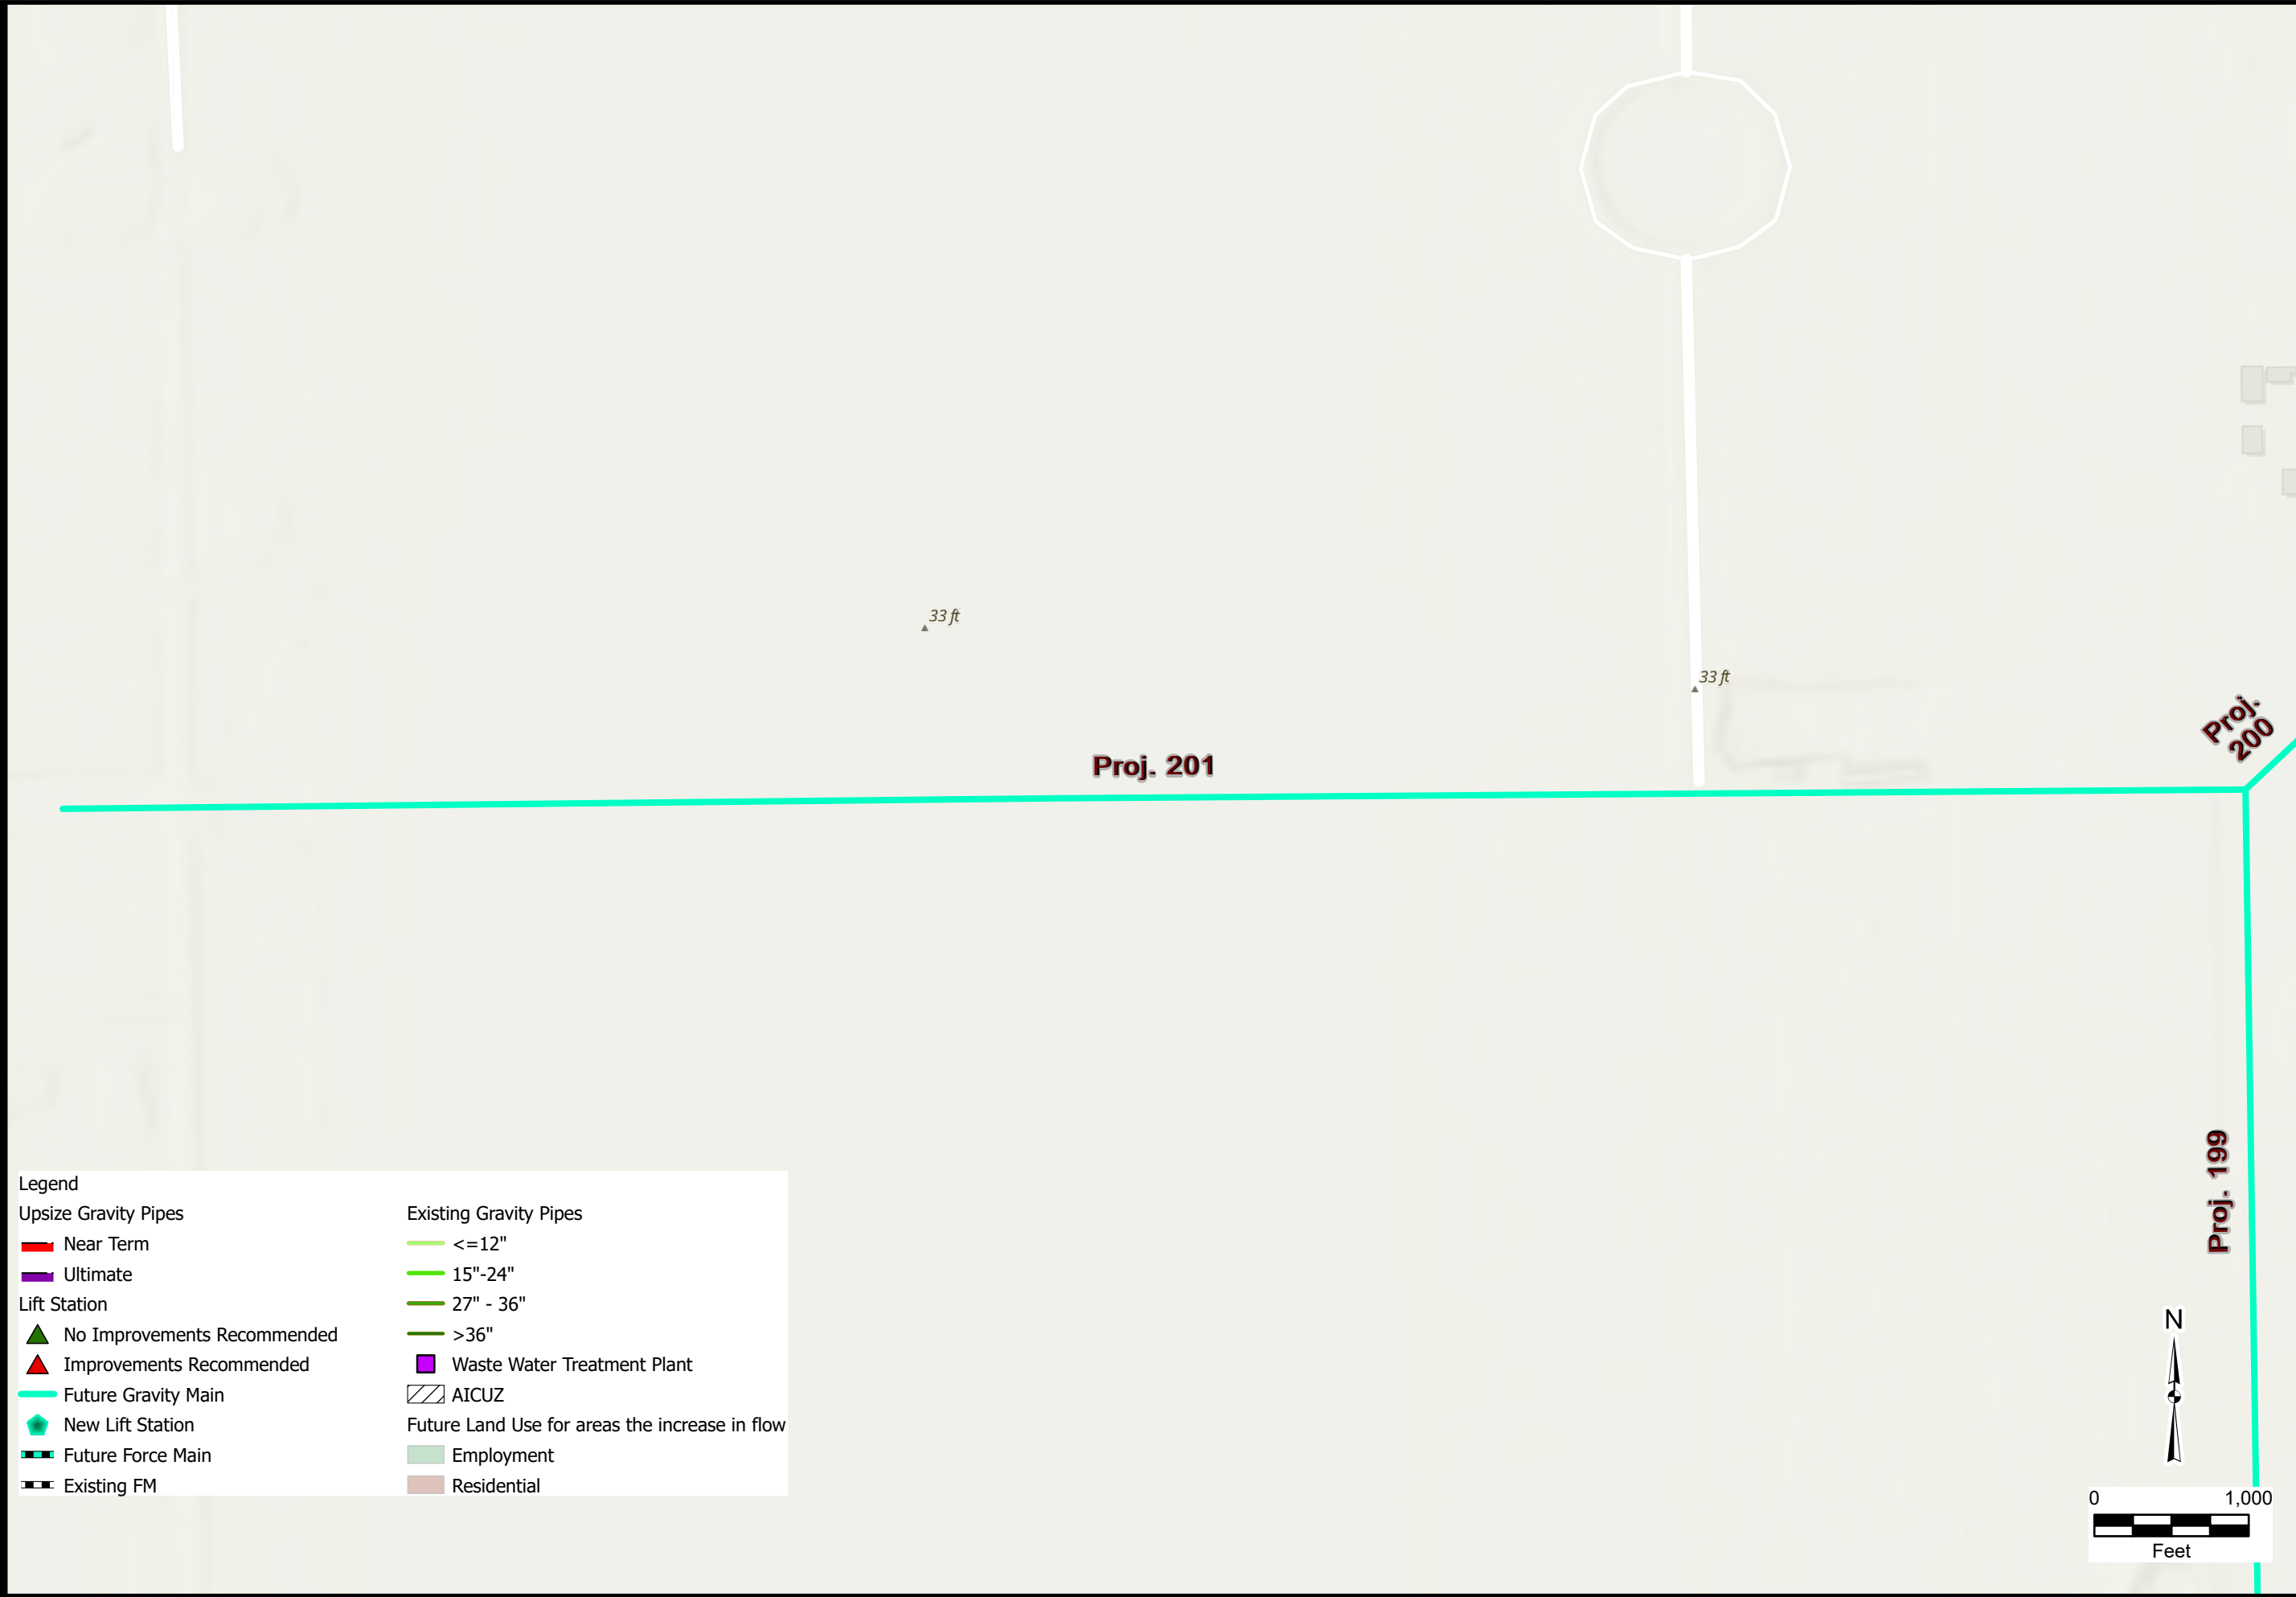 33 ft
33 ft
Proj.
200
Proj. 201
Proj. 199
Legend
Upsize Gravity Pipes
Near Term
Ultimate
Lift Station
No Improvements Recommended
Improvements Recommended
Future Gravity Main
New Lift Station
Future Force Main
Existing FM
Existing Gravity Pipes
<=12"
15"-24"
27" - 36"
>36"
Waste Water Treatment Plant
AICUZ
Future Land Use for areas the increase in flow
Employment
Residential
N
0 1,000
Feet